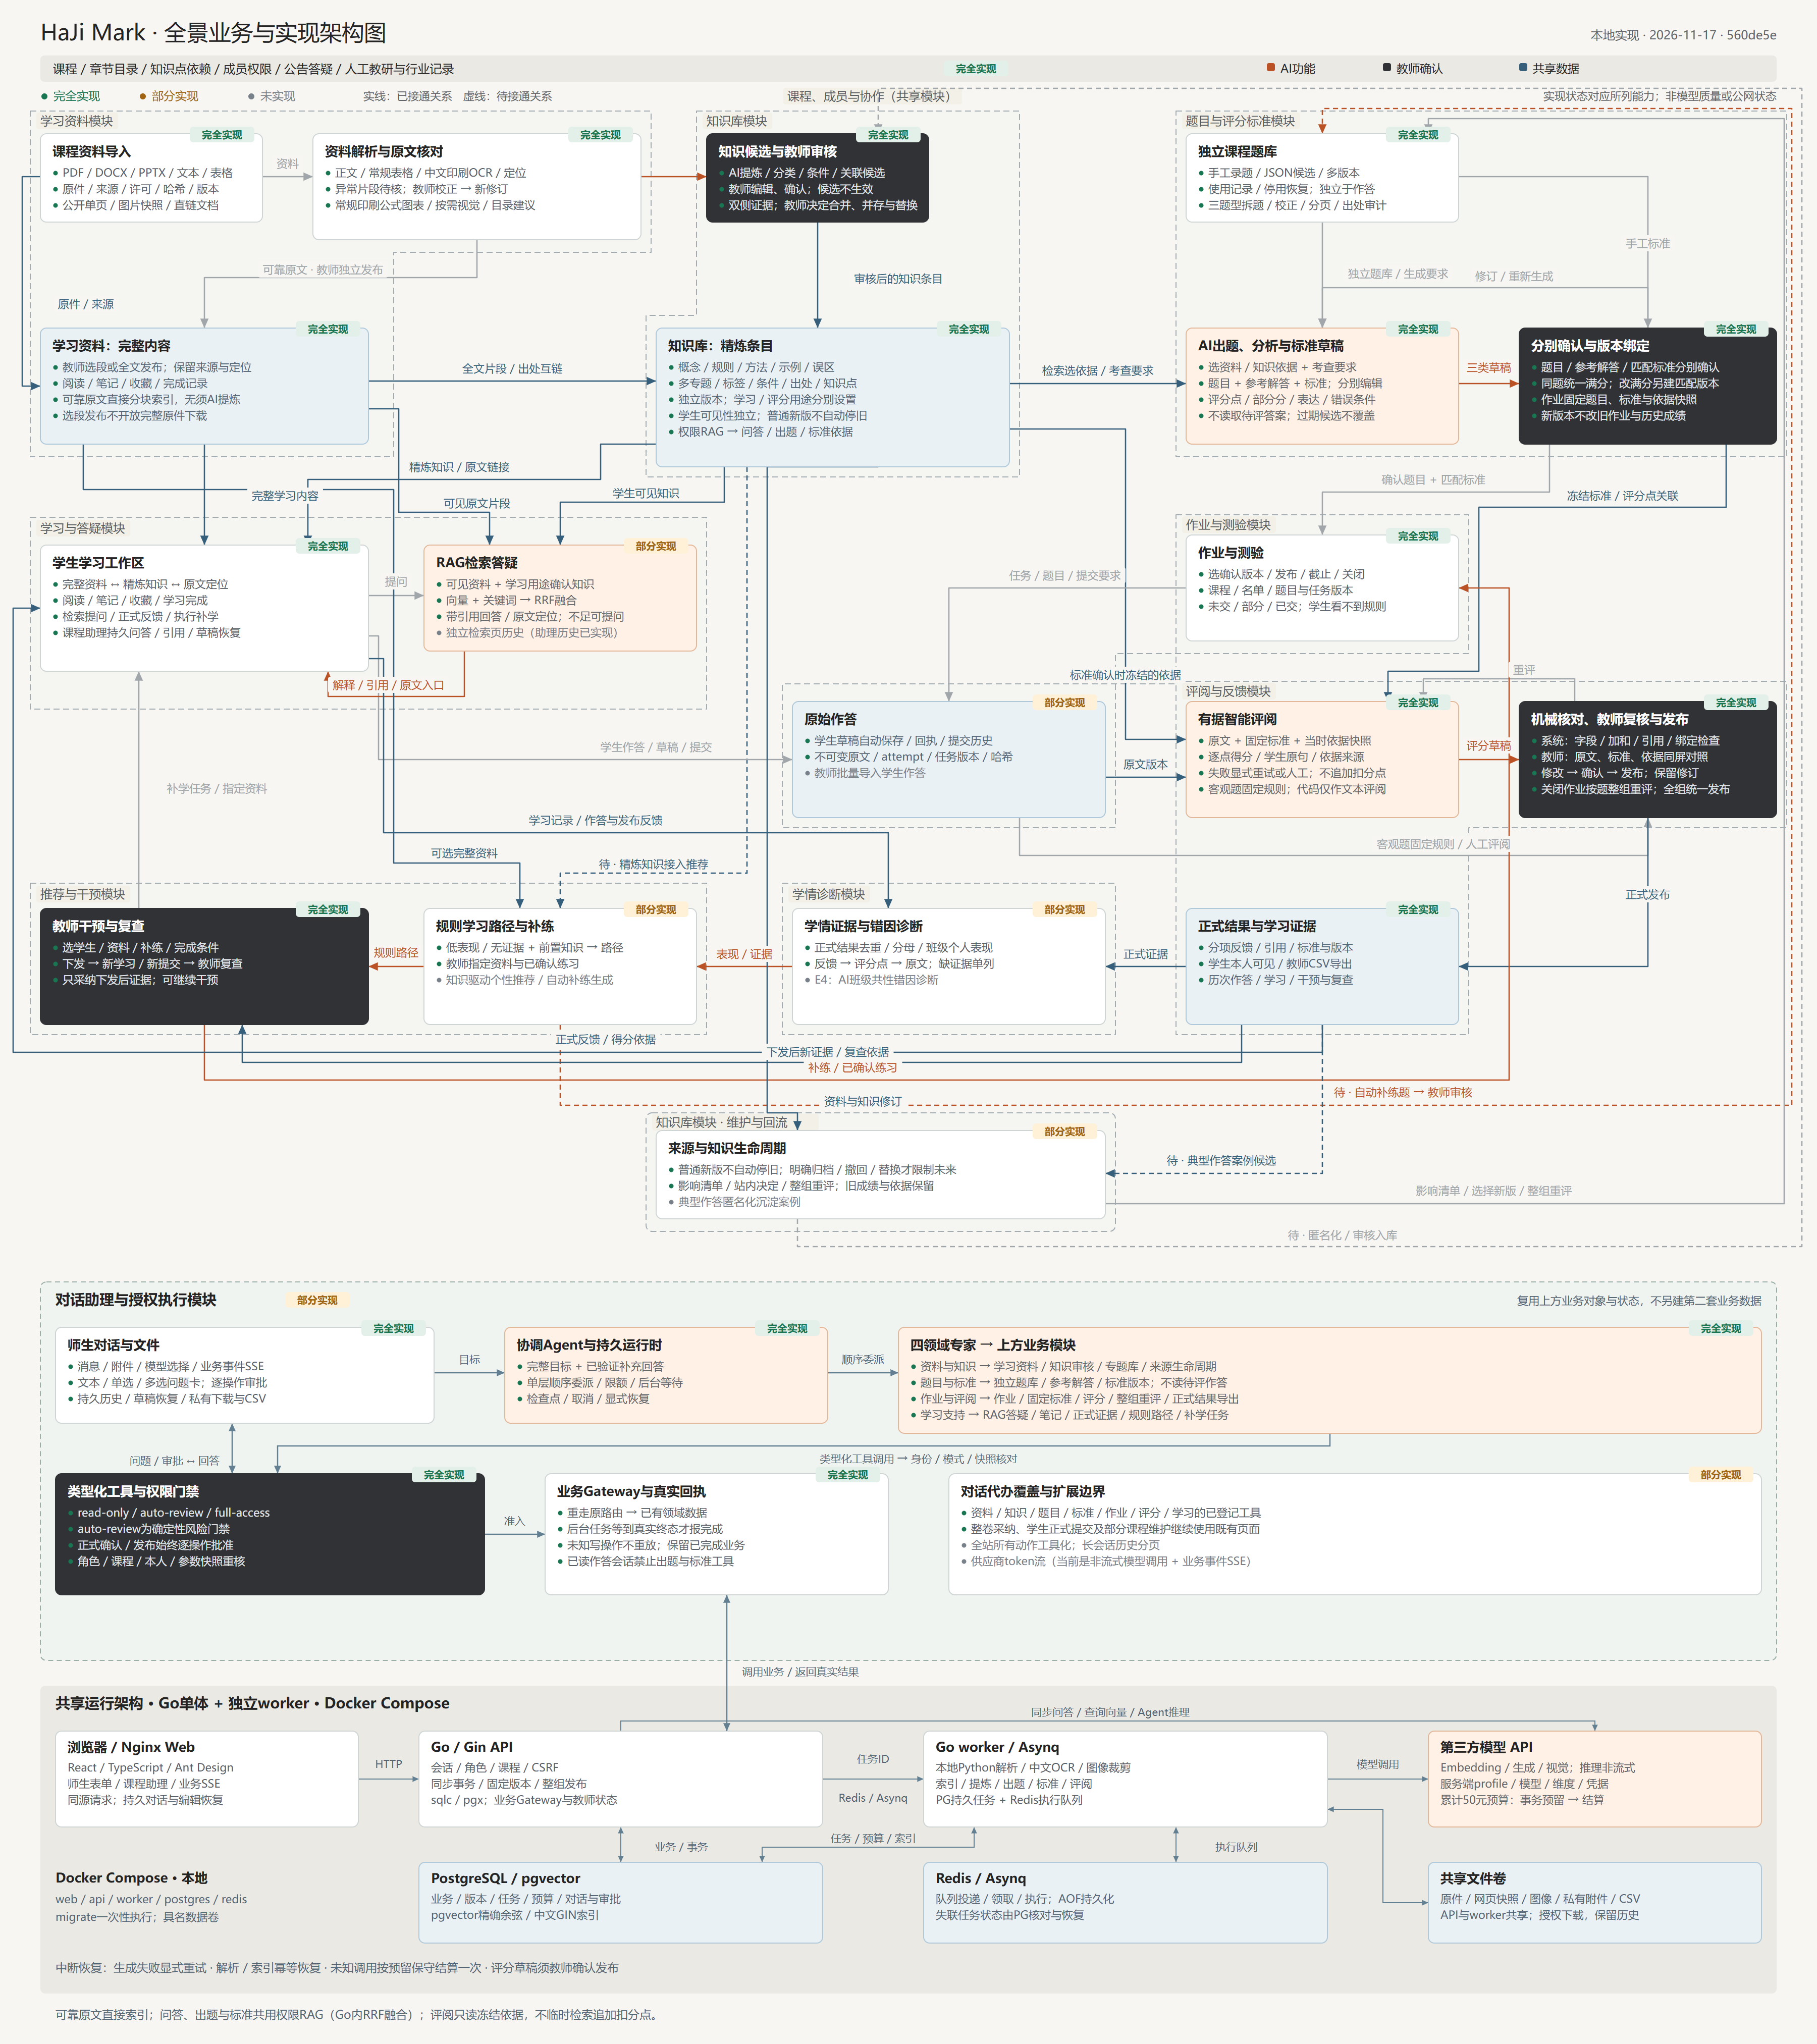 HaJi Mark · 全景业务与实现架构图
本地实现 · 2026-11-17 · 560de5e
课程 / 章节目录 / 知识点依赖 / 成员权限 / 公告答疑 / 人工教研与行业记录
完全实现
AI功能
教师确认
共享数据
完全实现
部分实现
未实现
实线：已接通关系 虚线：待接通关系
课程、成员与协作（共享模块）
实现状态对应所列能力；非模型质量或公网状态
学习资料模块
知识库模块
题目与评分标准模块
完全实现
课程资料导入
PDF / DOCX / PPTX / 文本 / 表格
原件 / 来源 / 许可 / 哈希 / 版本
公开单页 / 图片快照 / 直链文档
资料
完全实现
资料解析与原文核对
正文 / 常规表格 / 中文印刷OCR / 定位
异常片段待核；教师校正 → 新修订
常规印刷公式图表 / 按需视觉 / 目录建议
完全实现
知识候选与教师审核
AI提炼 / 分类 / 条件 / 关联候选
教师编辑、确认；候选不生效
双侧证据；教师决定合并、并存与替换
完全实现
独立课程题库
手工录题 / JSON候选 / 多版本
使用记录 / 停用恢复；独立于作答
三题型拆题 / 校正 / 分页 / 出处审计
手工标准
可靠原文 · 教师独立发布
审核后的知识条目
独立题库 / 生成要求
修订 / 重新生成
原件 / 来源
完全实现
学习资料：完整内容
教师选段或全文发布；保留来源与定位
阅读 / 笔记 / 收藏 / 完成记录
可靠原文直接分块索引，无须AI提炼
选段发布不开放完整原件下载
全文片段 / 出处互链
完全实现
知识库：精炼条目
概念 / 规则 / 方法 / 示例 / 误区
多专题 / 标签 / 条件 / 出处 / 知识点
独立版本；学习 / 评分用途分别设置
学生可见性独立；普通新版不自动停旧
权限RAG → 问答 / 出题 / 标准依据
检索选依据 / 考查要求
完全实现
AI出题、分析与标准草稿
选资料 / 知识依据 + 考查要求
题目 + 参考解答 + 标准；分别编辑
评分点 / 部分分 / 表达 / 错误条件
不读取待评答案；过期候选不覆盖
三类草稿
完全实现
分别确认与版本绑定
题目 / 参考解答 / 匹配标准分别确认
同题统一满分；改满分另建匹配版本
作业固定题目、标准与依据快照
新版本不改旧作业与历史成绩
精炼知识 / 原文链接
完整学习内容
可见原文片段
学生可见知识
确认题目 + 匹配标准
冻结标准 / 评分点关联
学习与答疑模块
作业与测验模块
完全实现
学生学习工作区
完整资料 ↔ 精炼知识 ↔ 原文定位
阅读 / 笔记 / 收藏 / 学习完成
检索提问 / 正式反馈 / 执行补学
课程助理持久问答 / 引用 / 草稿恢复
提问
部分实现
RAG检索答疑
可见资料 + 学习用途确认知识
向量 + 关键词 → RRF融合
带引用回答 / 原文定位；不足可提问
独立检索页历史（助理历史已实现）
任务 / 题目 / 提交要求
完全实现
作业与测验
选确认版本 / 发布 / 截止 / 关闭
课程 / 名单 / 题目与任务版本
未交 / 部分 / 已交；学生看不到规则
解释 / 引用 / 原文入口
标准确认时冻结的依据
重评
评阅与反馈模块
部分实现
原始作答
学生草稿自动保存 / 回执 / 提交历史
不可变原文 / attempt / 任务版本 / 哈希
教师批量导入学生作答
学生作答 / 草稿 / 提交
原文版本
完全实现
有据智能评阅
原文 + 固定标准 + 当时依据快照
逐点得分 / 学生原句 / 依据来源
失败显式重试或人工；不追加扣分点
客观题固定规则；代码仅作文本评阅
评分草稿
完全实现
机械核对、教师复核与发布
系统：字段 / 加和 / 引用 / 绑定检查
教师：原文、标准、依据同屏对照
修改 → 确认 → 发布；保留修订
关闭作业按题整组重评；全组统一发布
补学任务 / 指定资料
学习记录 / 作答与发布反馈
可选完整资料
待 · 精炼知识接入推荐
客观题固定规则 / 人工评阅
正式发布
推荐与干预模块
学情诊断模块
完全实现
教师干预与复查
选学生 / 资料 / 补练 / 完成条件
下发 → 新学习 / 新提交 → 教师复查
只采纳下发后证据；可继续干预
规则路径
部分实现
规则学习路径与补练
低表现 / 无证据 + 前置知识 → 路径
教师指定资料与已确认练习
知识驱动个性推荐 / 自动补练生成
表现 / 证据
部分实现
学情证据与错因诊断
正式结果去重 / 分母 / 班级个人表现
反馈 → 评分点 → 原文；缺证据单列
E4：AI班级共性错因诊断
正式证据
完全实现
正式结果与学习证据
分项反馈 / 引用 / 标准与版本
学生本人可见 / 教师CSV导出
历次作答 / 学习 / 干预与复查
正式反馈 / 得分依据
下发后新证据 / 复查依据
补练 / 已确认练习
待 · 自动补练题 → 教师审核
资料与知识修订
知识库模块 · 维护与回流
部分实现
来源与知识生命周期
普通新版不自动停旧；明确归档 / 撤回 / 替换才限制未来
影响清单 / 站内决定 / 整组重评；旧成绩与依据保留
典型作答匿名化沉淀案例
待 · 典型作答案例候选
影响清单 / 选择新版 / 整组重评
待 · 匿名化 / 审核入库
对话助理与授权执行模块
部分实现
复用上方业务对象与状态，不另建第二套业务数据
完全实现
师生对话与文件
消息 / 附件 / 模型选择 / 业务事件SSE
文本 / 单选 / 多选问题卡；逐操作审批
持久历史 / 草稿恢复 / 私有下载与CSV
目标
完全实现
协调Agent与持久运行时
完整目标 + 已验证补充回答
单层顺序委派 / 限额 / 后台等待
检查点 / 取消 / 显式恢复
顺序委派
完全实现
四领域专家 → 上方业务模块
资料与知识 → 学习资料 / 知识审核 / 专题库 / 来源生命周期
题目与标准 → 独立题库 / 参考解答 / 标准版本；不读待评作答
作业与评阅 → 作业 / 固定标准 / 评分 / 整组重评 / 正式结果导出
学习支持 → RAG答疑 / 笔记 / 正式证据 / 规则路径 / 补学任务
问题 / 审批 ↔ 回答
类型化工具调用 → 身份 / 模式 / 快照核对
完全实现
类型化工具与权限门禁
read-only / auto-review / full-access
auto-review为确定性风险门禁
正式确认 / 发布始终逐操作批准
角色 / 课程 / 本人 / 参数快照重核
准入
完全实现
业务Gateway与真实回执
重走原路由 → 已有领域数据
后台任务等到真实终态才报完成
未知写操作不重放；保留已完成业务
已读作答会话禁止出题与标准工具
部分实现
对话代办覆盖与扩展边界
资料 / 知识 / 题目 / 标准 / 作业 / 评分 / 学习的已登记工具
整卷采纳、学生正式提交及部分课程维护继续使用既有页面
全站所有动作工具化；长会话历史分页
供应商token流（当前是非流式模型调用 + 业务事件SSE）
调用业务 / 返回真实结果
共享运行架构 • Go单体 + 独立worker • Docker Compose
同步问答 / 查询向量 / Agent推理
浏览器 / Nginx Web
React / TypeScript / Ant Design
师生表单 / 课程助理 / 业务SSE
同源请求；持久对话与编辑恢复
HTTP
Go / Gin API
会话 / 角色 / 课程 / CSRF
同步事务 / 固定版本 / 整组发布
sqlc / pgx；业务Gateway与教师状态
任务ID
Redis / Asynq
Go worker / Asynq
本地Python解析 / 中文OCR / 图像裁剪
索引 / 提炼 / 出题 / 标准 / 评阅
PG持久任务 + Redis执行队列
模型调用
第三方模型 API
Embedding / 生成 / 视觉；推理非流式
服务端profile / 模型 / 维度 / 凭据
累计50元预算：事务预留 → 结算
业务 / 事务
任务 / 预算 / 索引
执行队列
Docker Compose • 本地
web / api / worker / postgres / redis
migrate一次性执行；具名数据卷
PostgreSQL / pgvector
业务 / 版本 / 任务 / 预算 / 对话与审批
pgvector精确余弦 / 中文GIN索引
Redis / Asynq
队列投递 / 领取 / 执行；AOF持久化
失联任务状态由PG核对与恢复
共享文件卷
原件 / 网页快照 / 图像 / 私有附件 / CSV
API与worker共享；授权下载，保留历史
中断恢复：生成失败显式重试 · 解析 / 索引幂等恢复 · 未知调用按预留保守结算一次 · 评分草稿须教师确认发布
可靠原文直接索引；问答、出题与标准共用权限RAG（Go内RRF融合）；评阅只读冻结依据，不临时检索追加扣分点。